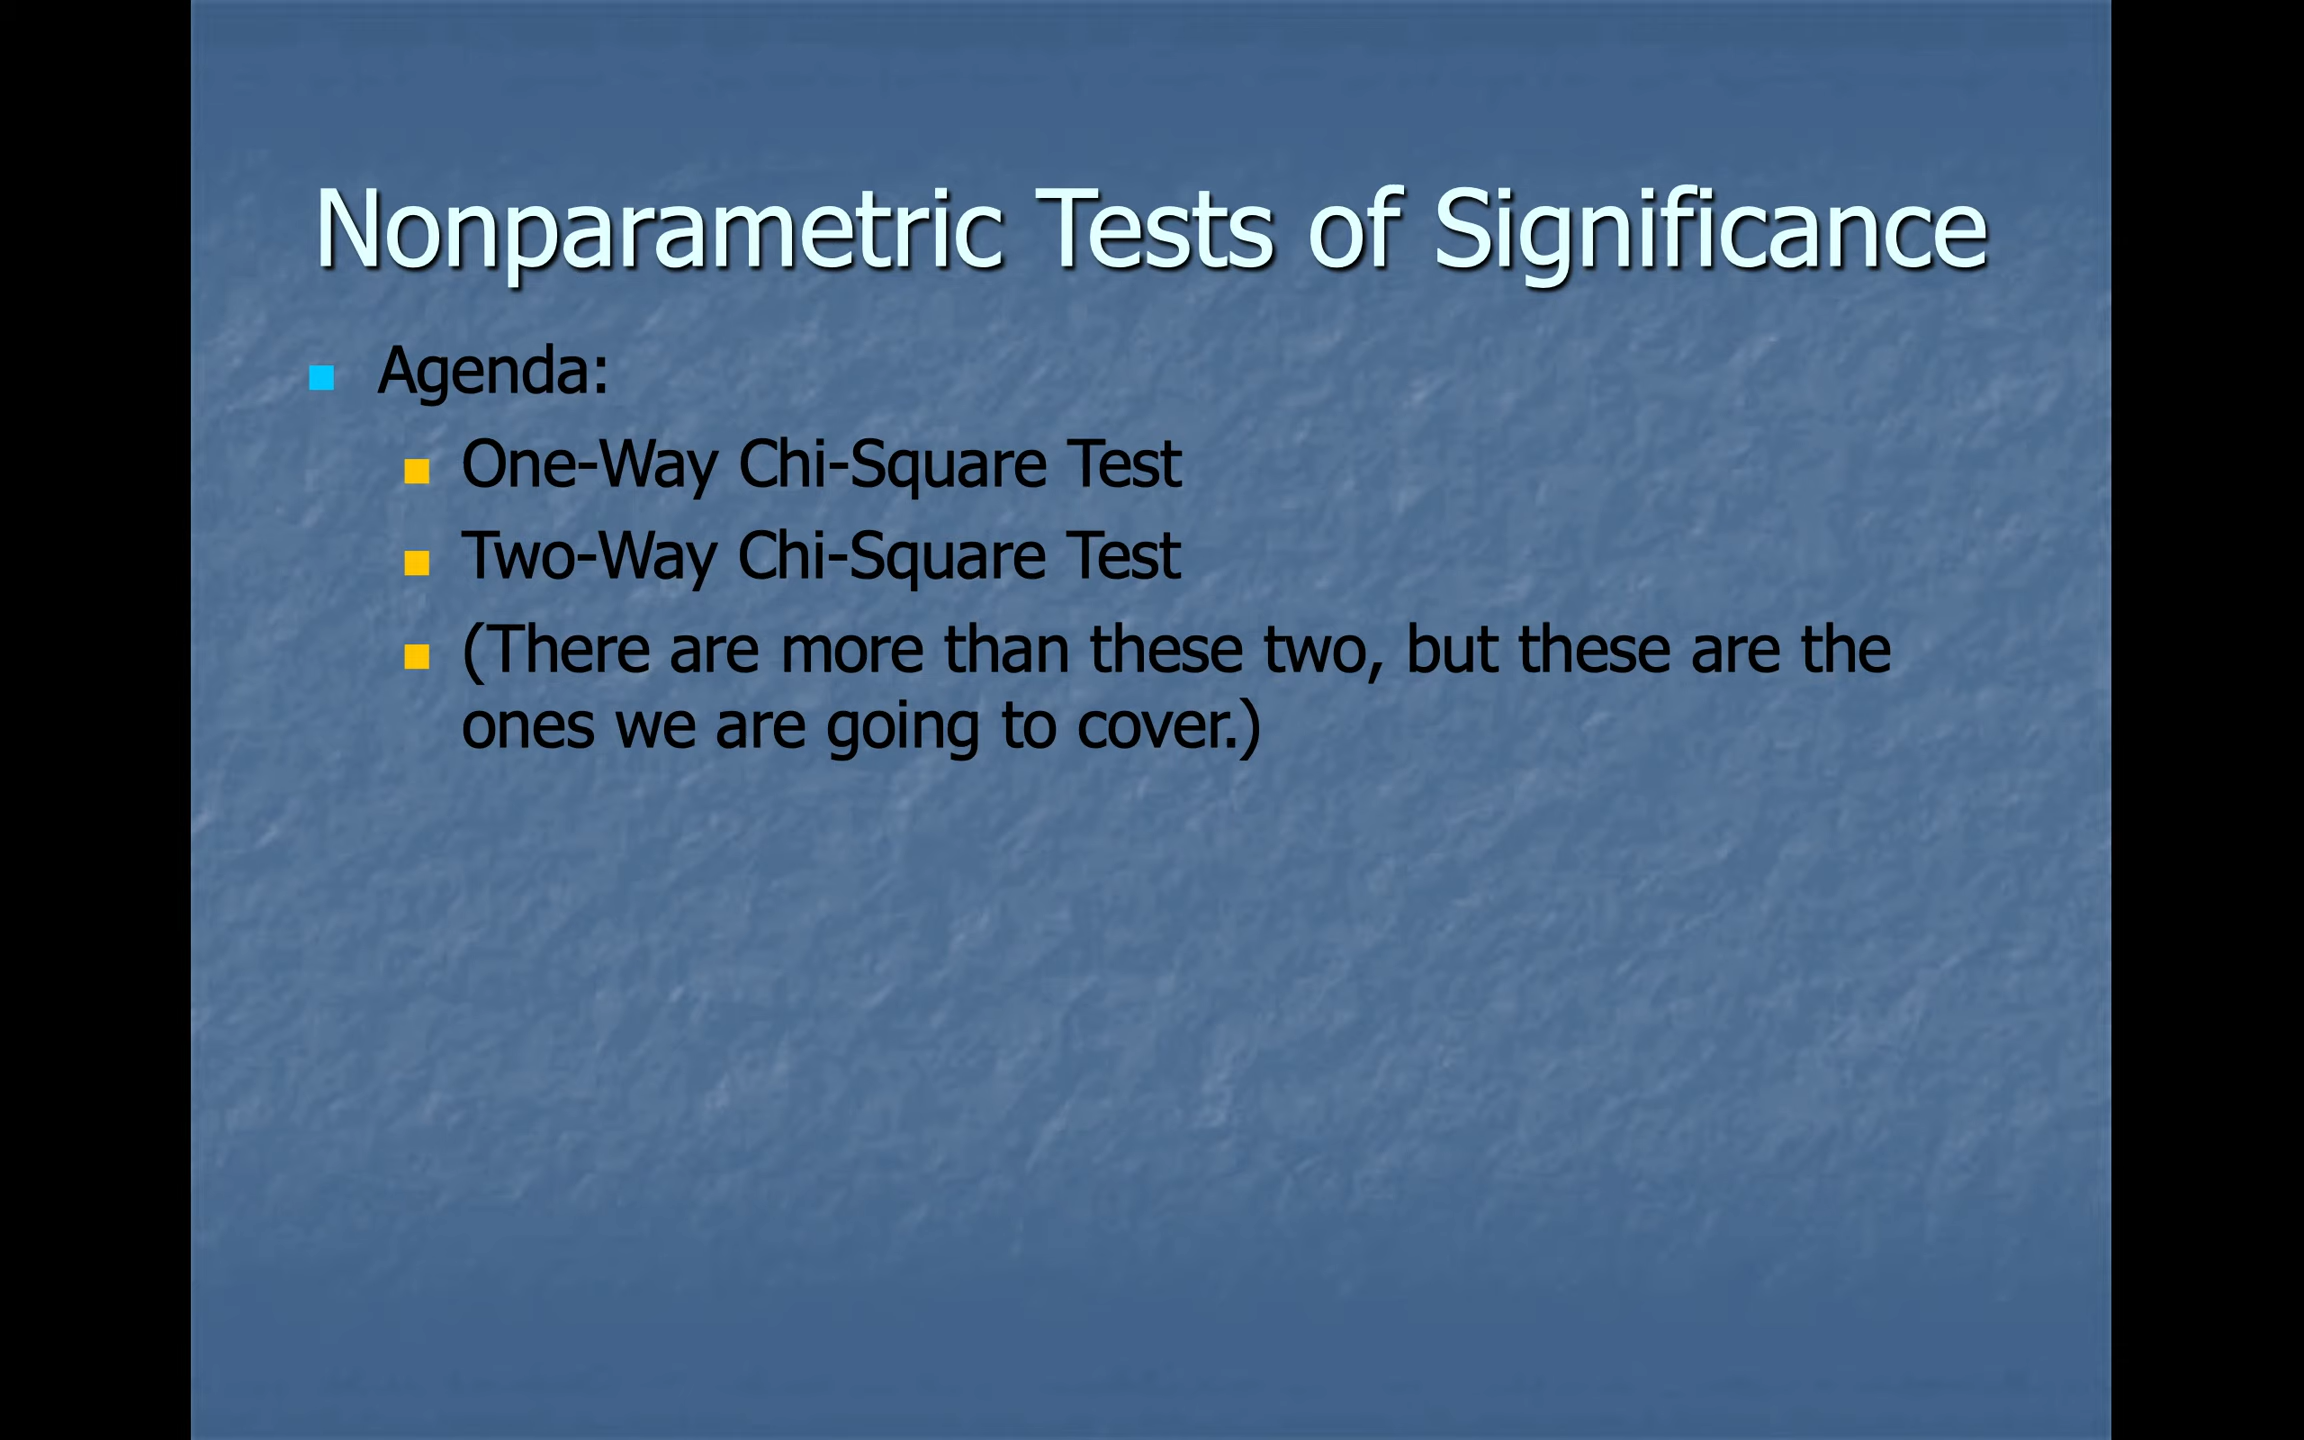 Nonparametric Tests of Significance
Agenda:
One-Way Chi-Square Test
Two-Way Chi-Square Test
(There are more than these two, but these are the
ones we are going to cover.)